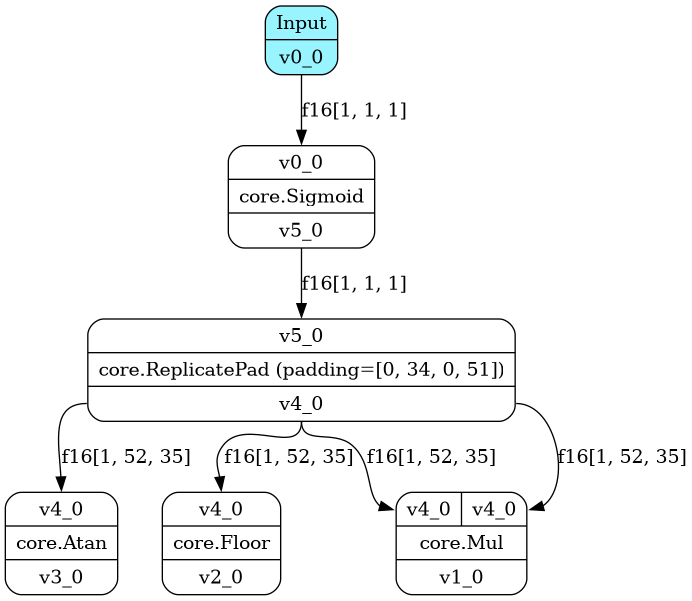 Input
v0_0
f16[1, 1, 1]
v0_0
core.Sigmoid
v5_0
f16[1, 1, 1]
v5_0
core.ReplicatePad (padding=[0, 34, 0, 51])
v4_0
f16[1, 52, 35] f16[1, 52, 35] f16[1, 52, 35] f16[1, 52, 35]
v4_0 v4_0 v4_0 v4_0
core.Atan core.Floor core.Mul
v3_0 v2_0 v1_0